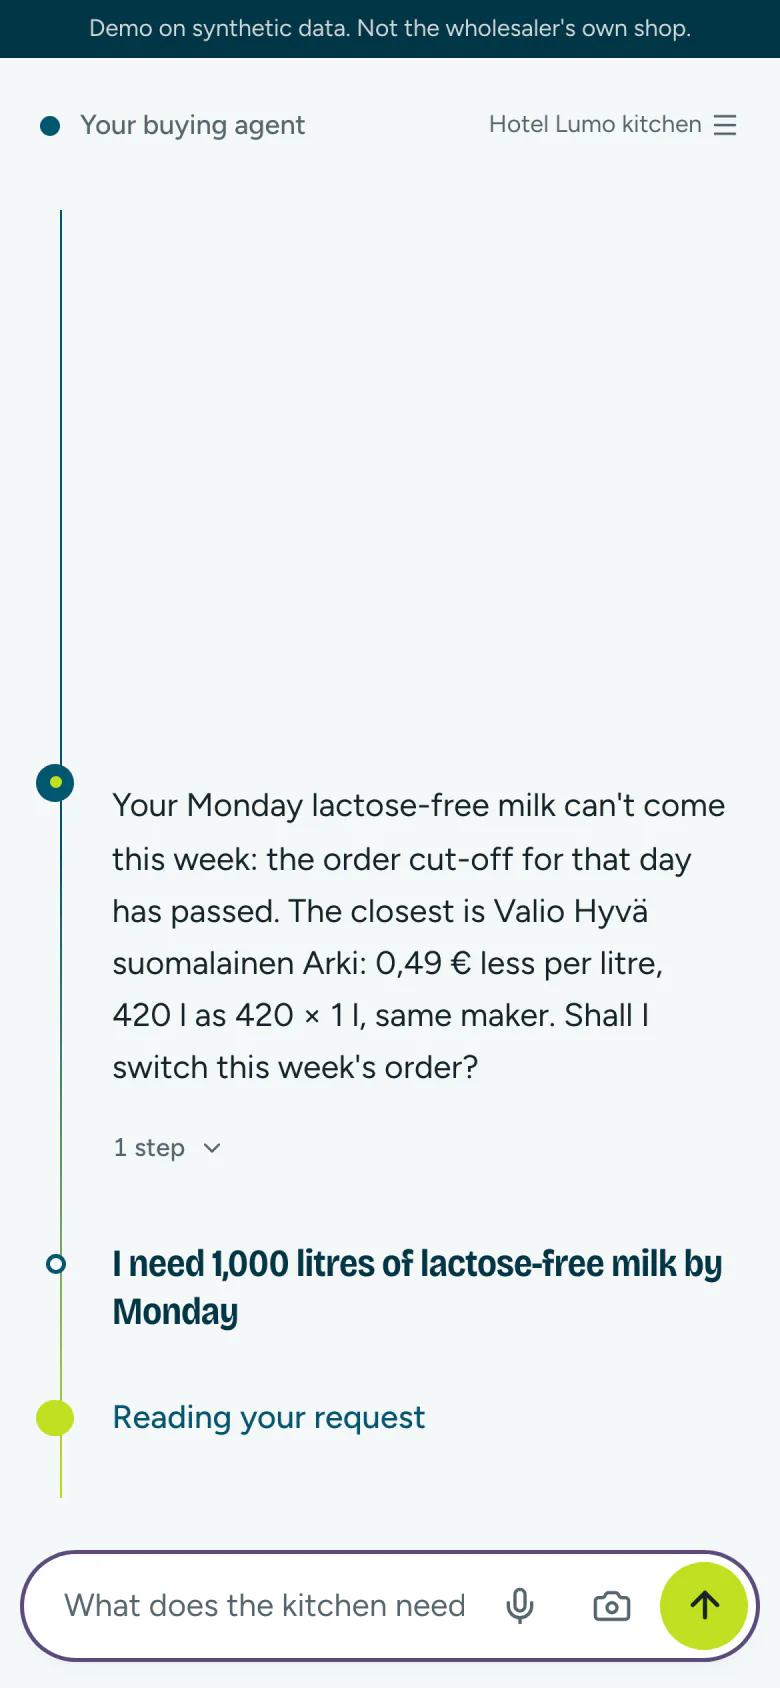 Demo on synthetic data. Not the wholesaler's own shop.
Your buying agent
Hotel Lumo kitchen
Your Monday lactose-free milk can't come
this week: the order cut-off for that day
has passed. The closest is Valio Hyvä
suomalainen Arki: 0,49 € less per litre,
420 l as 420 × 1 l, same maker. Shall I
switch this week's order?
1 step
I need 1,000 litres of lactose-free milk by
Monday
Reading your request
What does the kitchen need